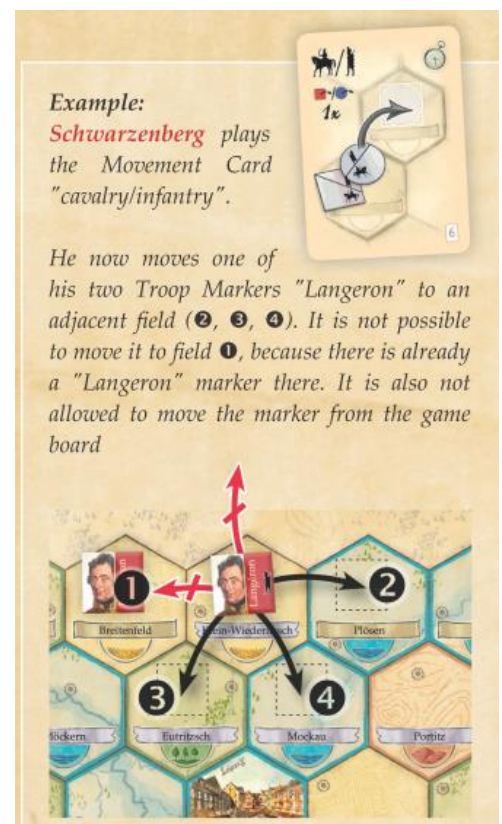 Example:
Schwarzenberg plays
the Movement Card
"cavalry/infantry".
1x
6
He now moves one of
his two Troop Markers "Langeron" to an
adjacent field (❷, ❸, ❹). It is not possible
to move it to field ❶, because there is already
a "Langeron" marker there. It is also not
allowed to move the marker from the game
board
❶
Langeron
❷
Breitenfeld
Plösen
❸
❹
Eutritzsch
Mockau
Portitz
Leipzig